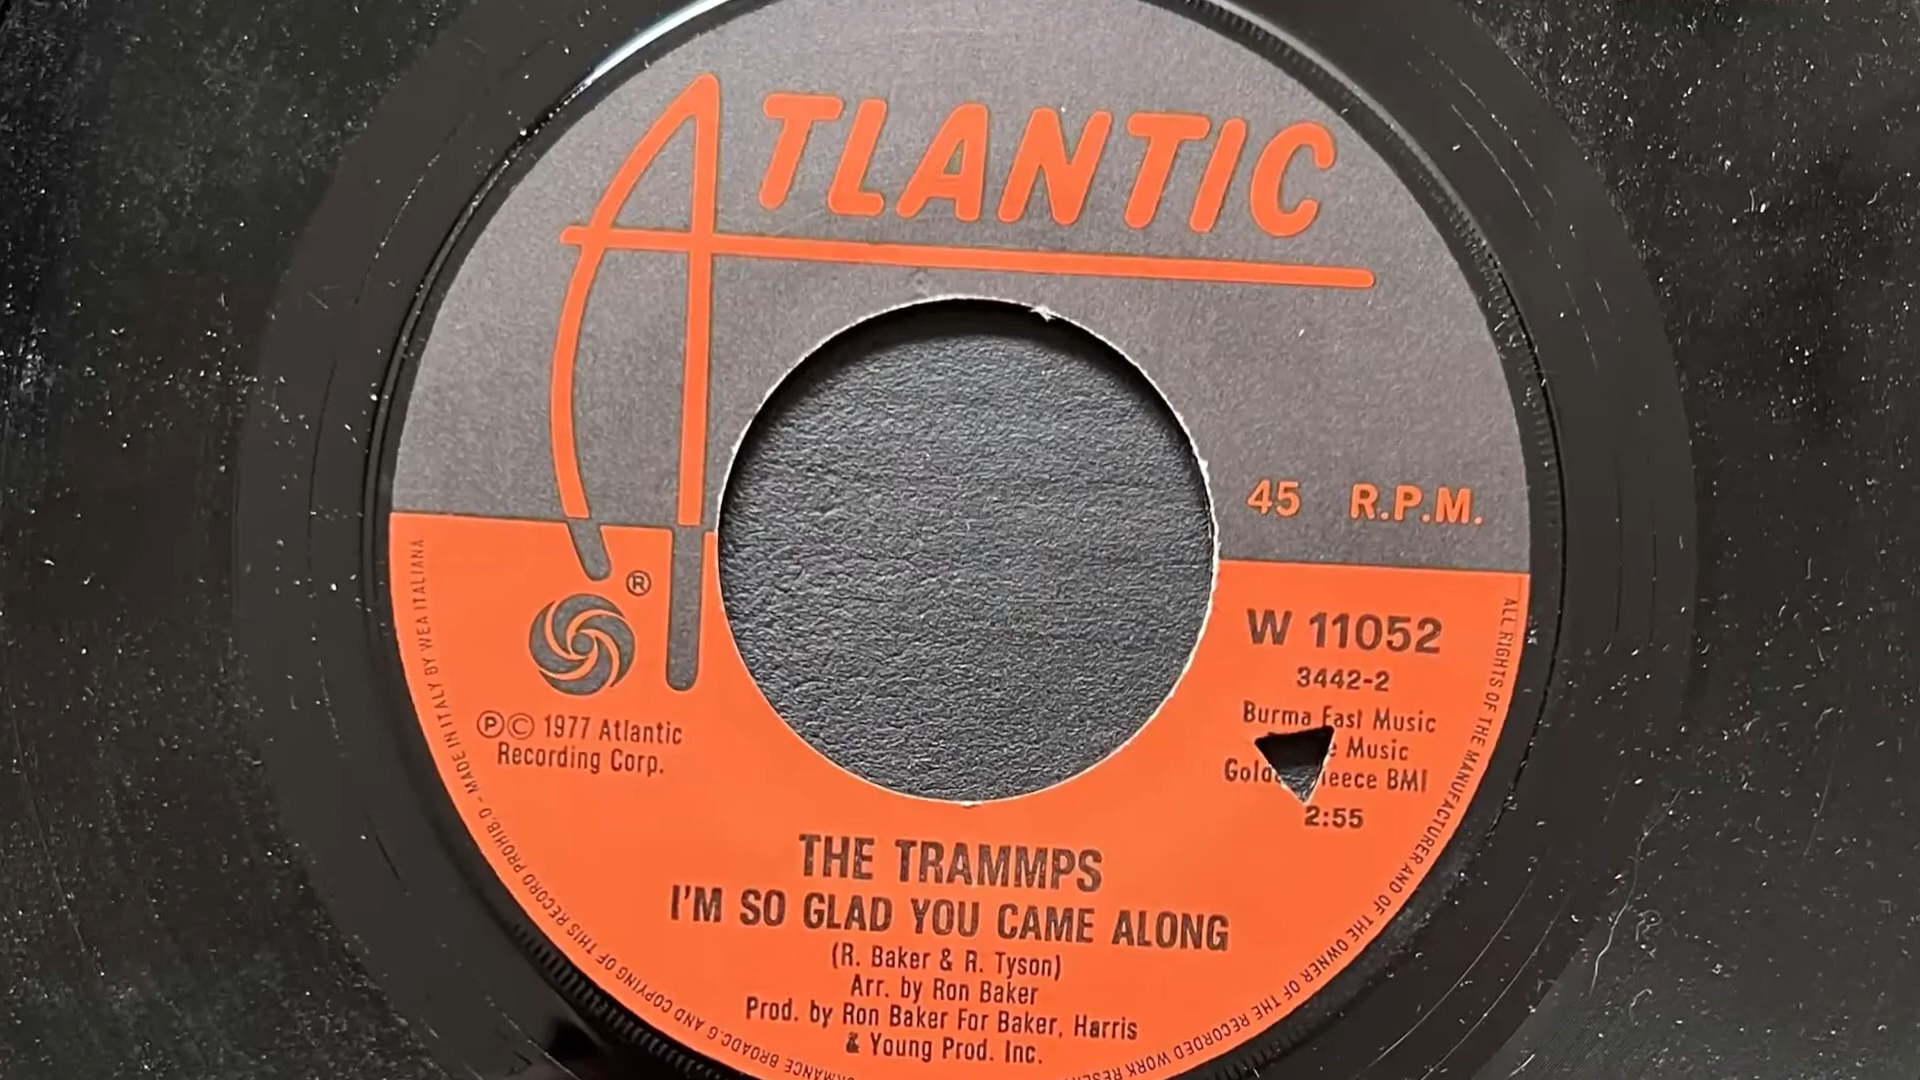 ATLANTIC
45 R.P.M.
®
W 11052
3442-2
Burma East Music
Music
BMI
2:55
Ⓟ© 1977 Atlantic
Recording Corp.
THE TRAMMPS
I'M SO GLAD YOU CAME ALONG
(R. Baker & R. Tyson)
Arr. by Ron Baker
Prod. by Ron Baker For Baker, Harris
& Young Prod. Inc.
ALL RIGHTS OF THE MANUFACTURER AND OF THE OWNER OF THE RECORDED WORK
AND COPYING OF THIS RECORD PROHIB.D - MADE IN ITALY BY WEA ITALIANA